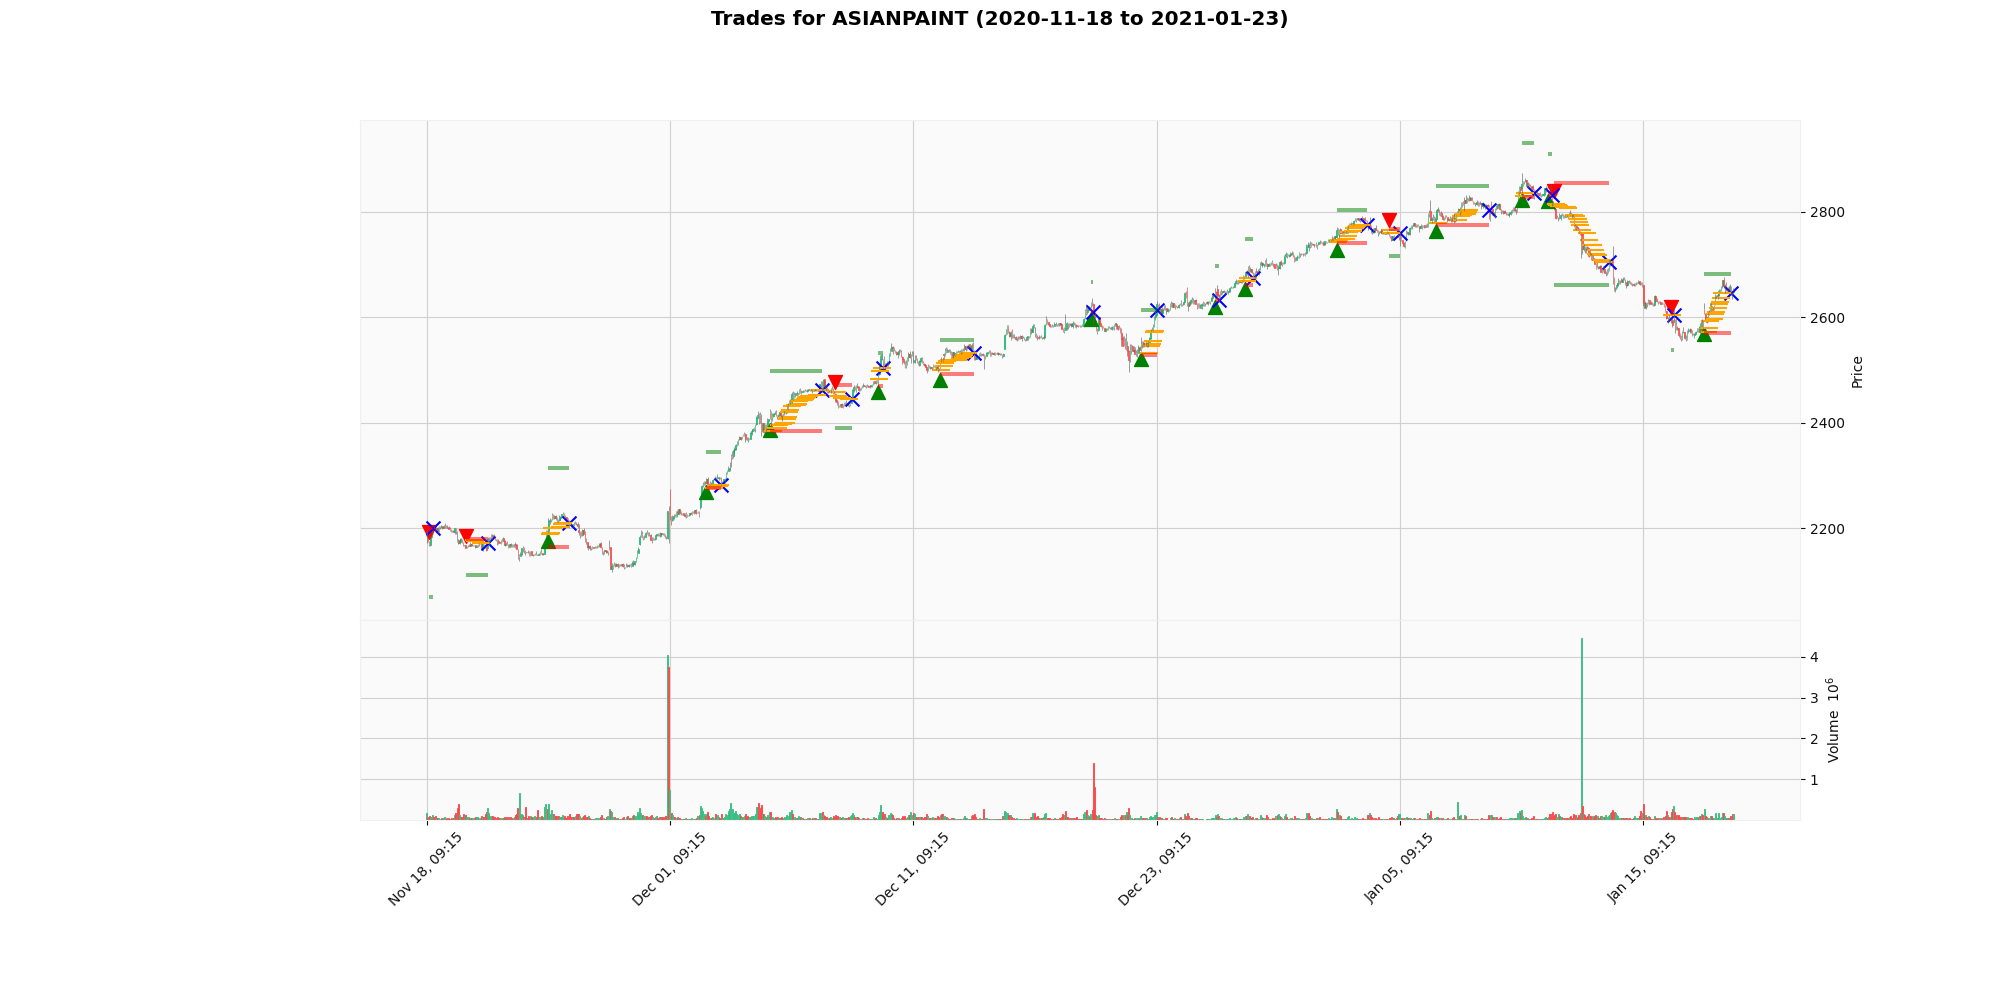 Trades for ASIANPAINT (2020-11-18 to 2021-01-23)
2800
2600
2400
2200
Price
4
3
2
1
Volume 10^6
Nov 18, 09:15
Dec 01, 09:15
Dec 11, 09:15
Dec 23, 09:15
Jan 05, 09:15
Jan 15, 09:15